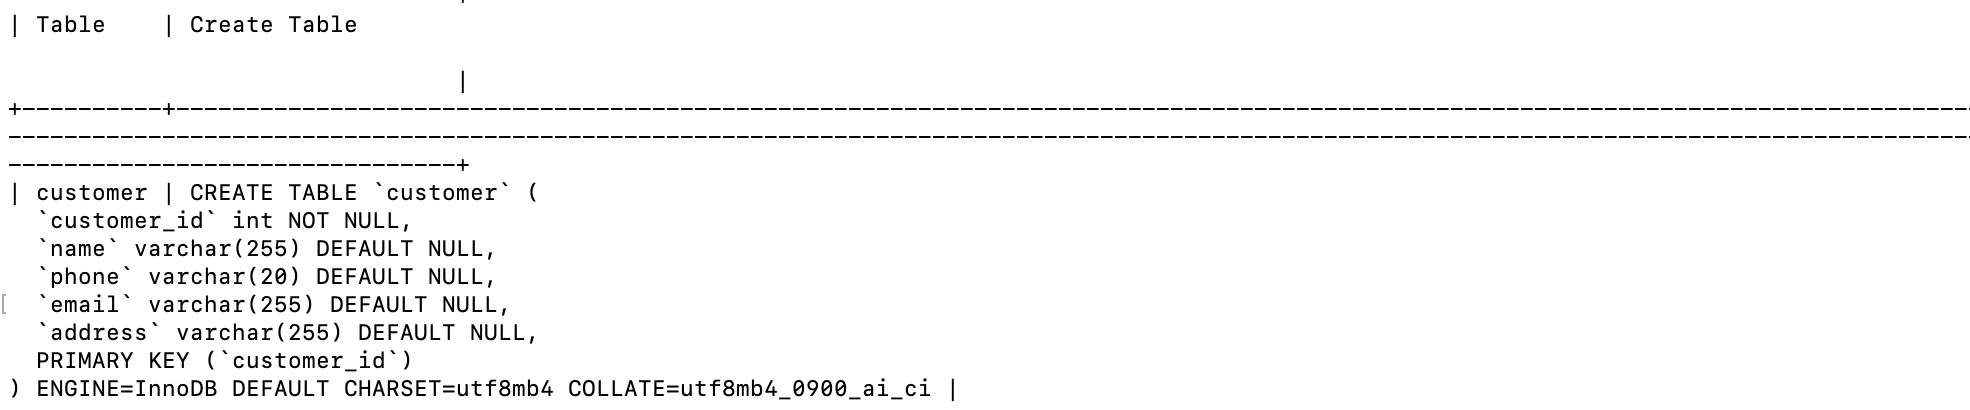 | Table    | Create Table
|
+----------+--------------------------------------------------------------------------------------------------------------------------------
--------------------------------------------------------------------------------------------------------------------------------------------
--------------------------------+
| customer | CREATE TABLE `customer` (
  `customer_id` int NOT NULL,
  `name` varchar(255) DEFAULT NULL,
  `phone` varchar(20) DEFAULT NULL,
[ `email` varchar(255) DEFAULT NULL,
  `address` varchar(255) DEFAULT NULL,
  PRIMARY KEY (`customer_id`)
) ENGINE=InnoDB DEFAULT CHARSET=utf8mb4 COLLATE=utf8mb4_0900_ai_ci |